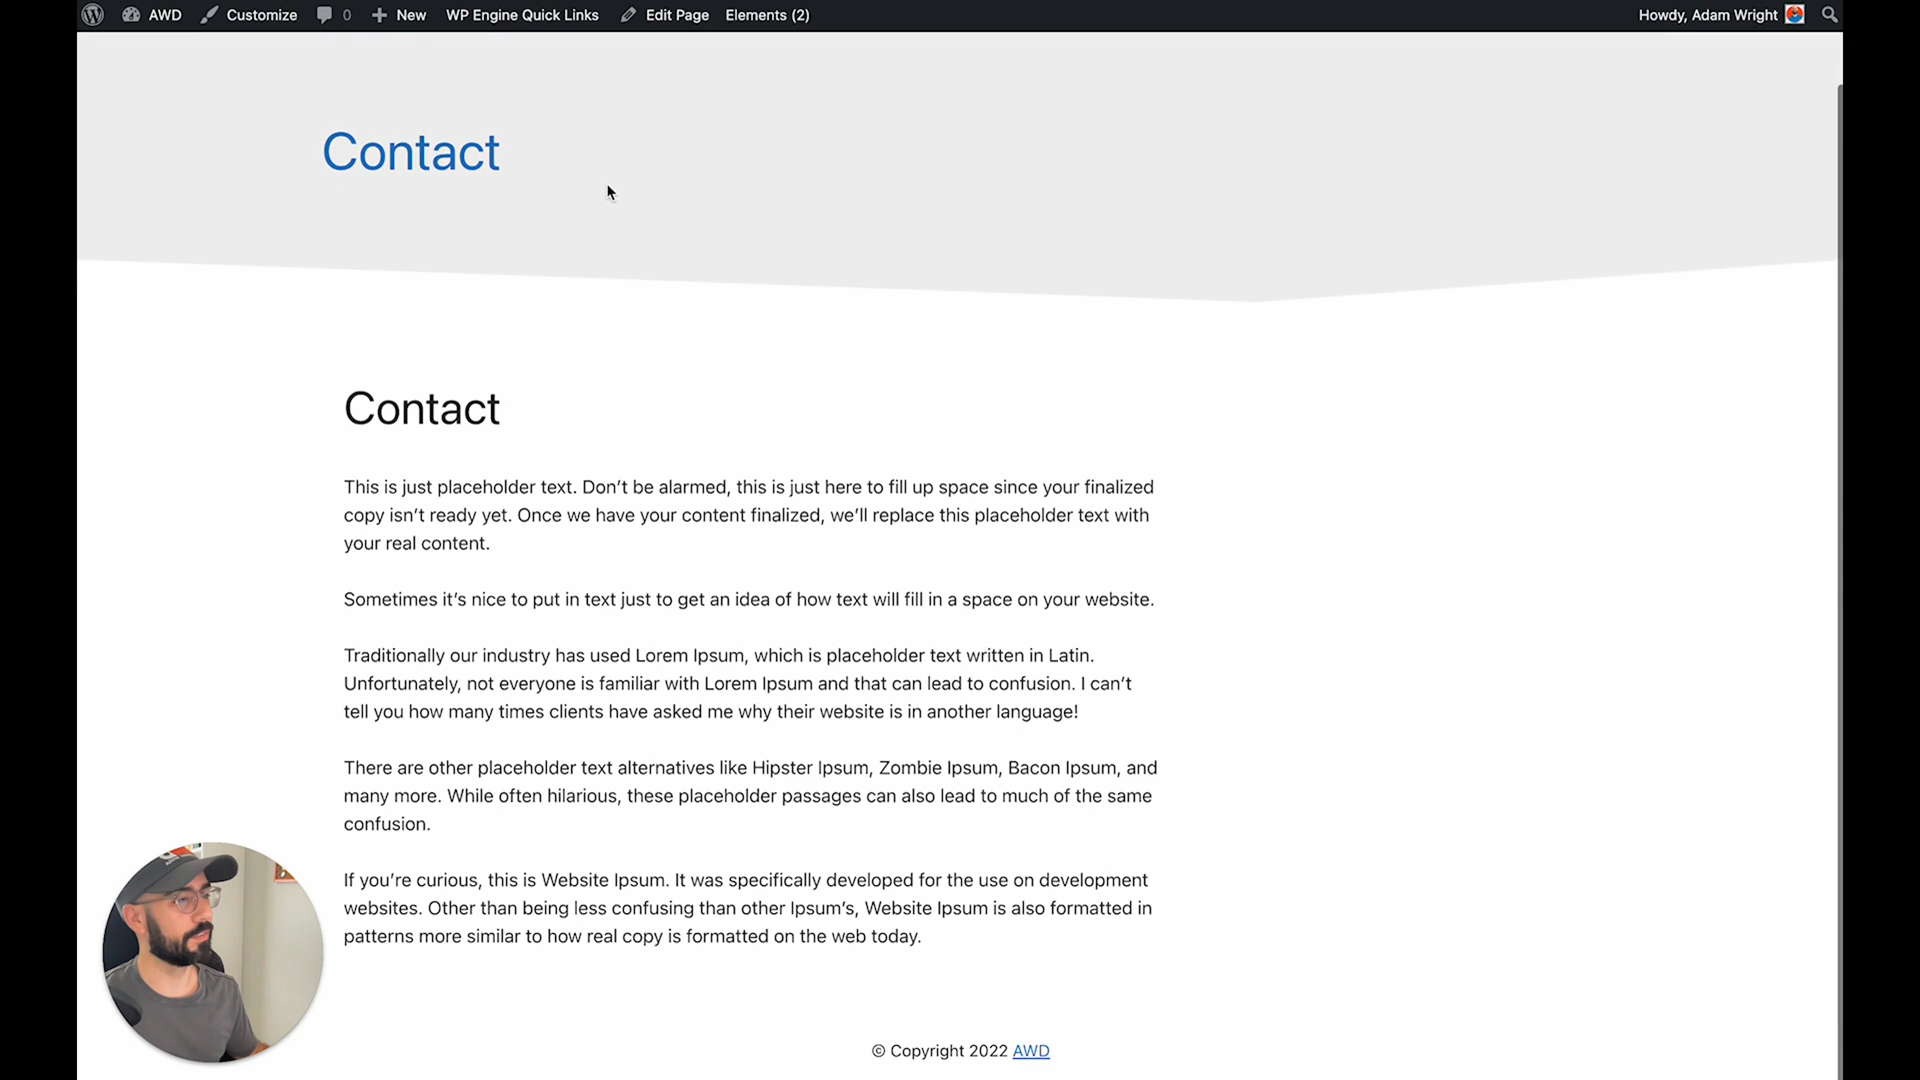 AWD Customize 0 New WP Engine Quick Links Edit Page Elements (2) Howdy, Adam Wright
Contact
Contact
This is just placeholder text. Don’t be alarmed, this is just here to fill up space since your finalized
copy isn’t ready yet. Once we have your content finalized, we’ll replace this placeholder text with
your real content.
Sometimes it’s nice to put in text just to get an idea of how text will fill in a space on your website.
Traditionally our industry has used Lorem Ipsum, which is placeholder text written in Latin.
Unfortunately, not everyone is familiar with Lorem Ipsum and that can lead to confusion. I can’t
tell you how many times clients have asked me why their website is in another language!
There are other placeholder text alternatives like Hipster Ipsum, Zombie Ipsum, Bacon Ipsum, and
many more. While often hilarious, these placeholder passages can also lead to much of the same
confusion.
If you’re curious, this is Website Ipsum. It was specifically developed for the use on development
websites. Other than being less confusing than other Ipsum’s, Website Ipsum is also formatted in
patterns more similar to how real copy is formatted on the web today.
© Copyright 2022 AWD